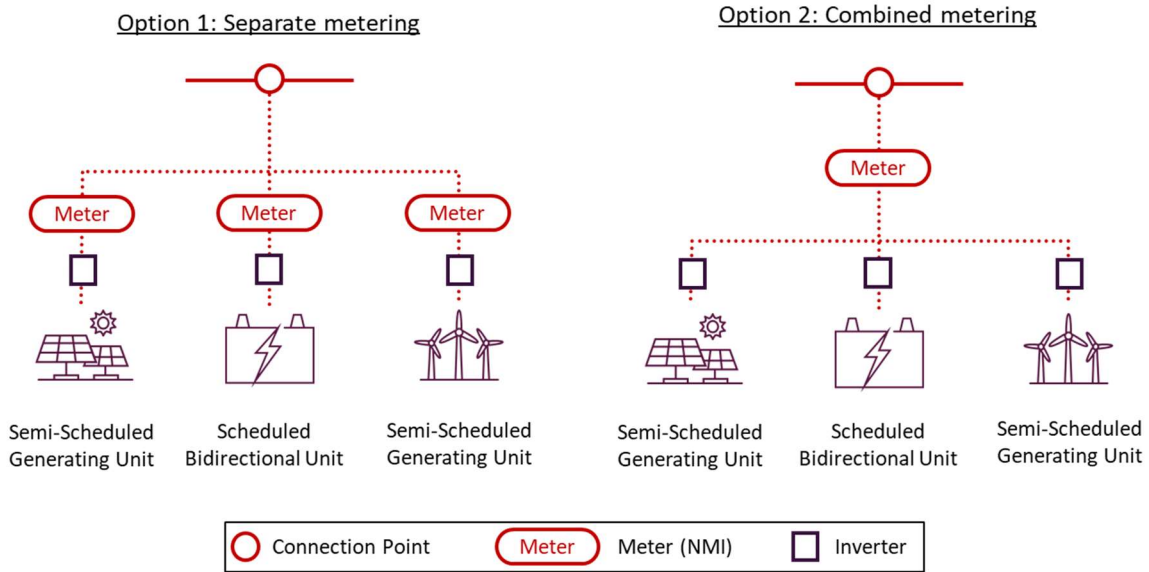 Option 1: Separate metering
Option 2: Combined metering
Meter
Meter
Meter
Meter
Semi-Scheduled
Generating Unit
Scheduled
Bidirectional Unit
Semi-Scheduled
Generating Unit
Semi-Scheduled
Generating Unit
Scheduled
Bidirectional Unit
Semi-Scheduled
Generating Unit
Connection Point
Meter
Meter (NMI)
Inverter